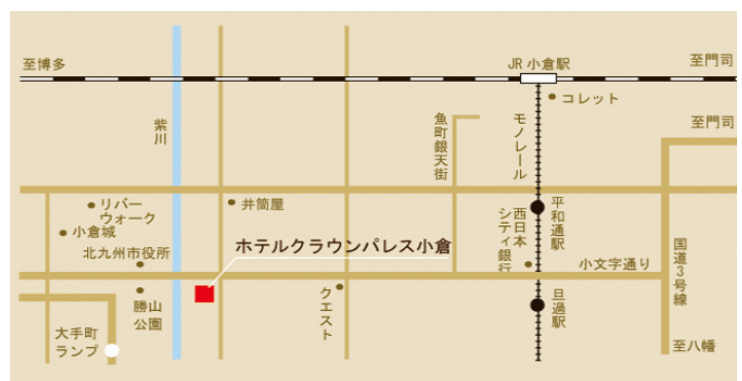 至博多
JR 小倉駅
至門司
コレット
紫川
魚町銀天街
モノレール
至門司
リバー
ウォーク
井筒屋
小倉城
西日本
シティ銀行
平和通駅
北九州市役所
ホテルクラウンパレス小倉
小文字通り
国道3号線
勝山
公園
クエスト
旦過駅
大手町
ランプ
至八幡